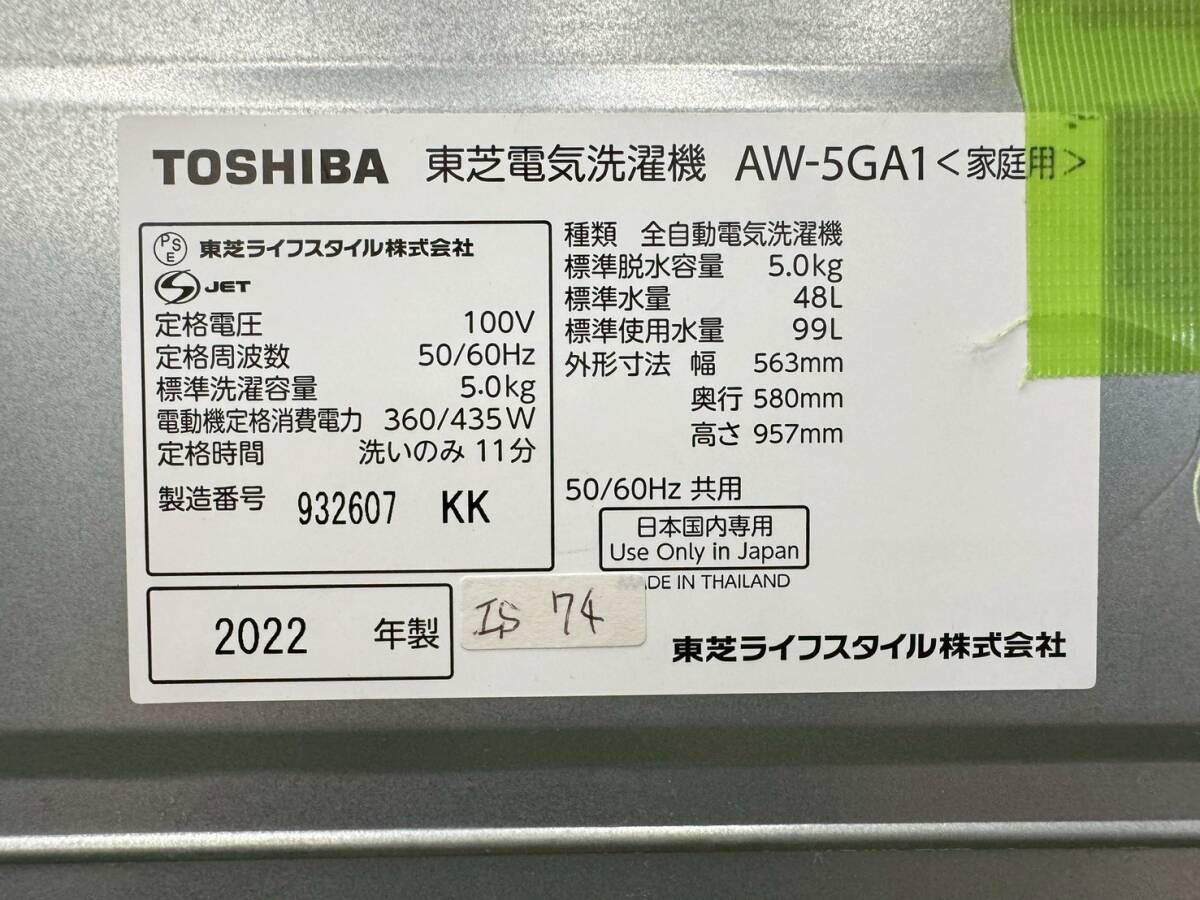 TOSHIBA 東芝電気洗濯機 AW-5GA1<家庭用>
PSE 東芝ライフスタイル株式会社
S JET
定格電圧 100V
定格周波数 50/60Hz
標準洗濯容量 5.0kg
電動機定格消費電力 360/435W
定格時間 洗いのみ 11分
製造番号 932607 KK
2022 年製
IS 74
種類 全自動電気洗濯機
標準脱水容量 5.0kg
標準水量 48L
標準使用水量 99L
外形寸法 幅 563mm
奥行 580mm
高さ 957mm
50/60Hz 共用
日本国内専用
Use Only in Japan
MADE IN THAILAND
東芝ライフスタイル株式会社